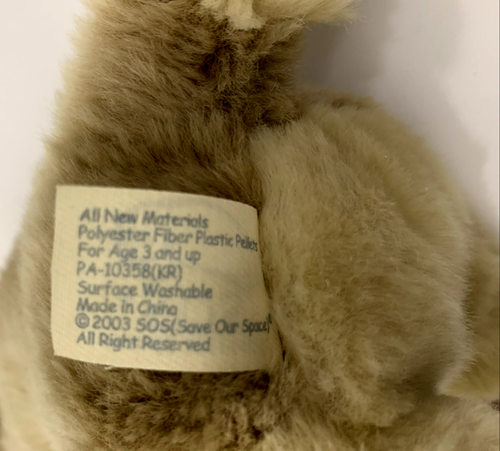 All New Materials
Polyester Fiber Plastic Pellets
For Age 3 and up
PA-10358(KR)
Surface Washable
Made in China
© 2003 SOS(Save Our Space)®
All Right Reserved